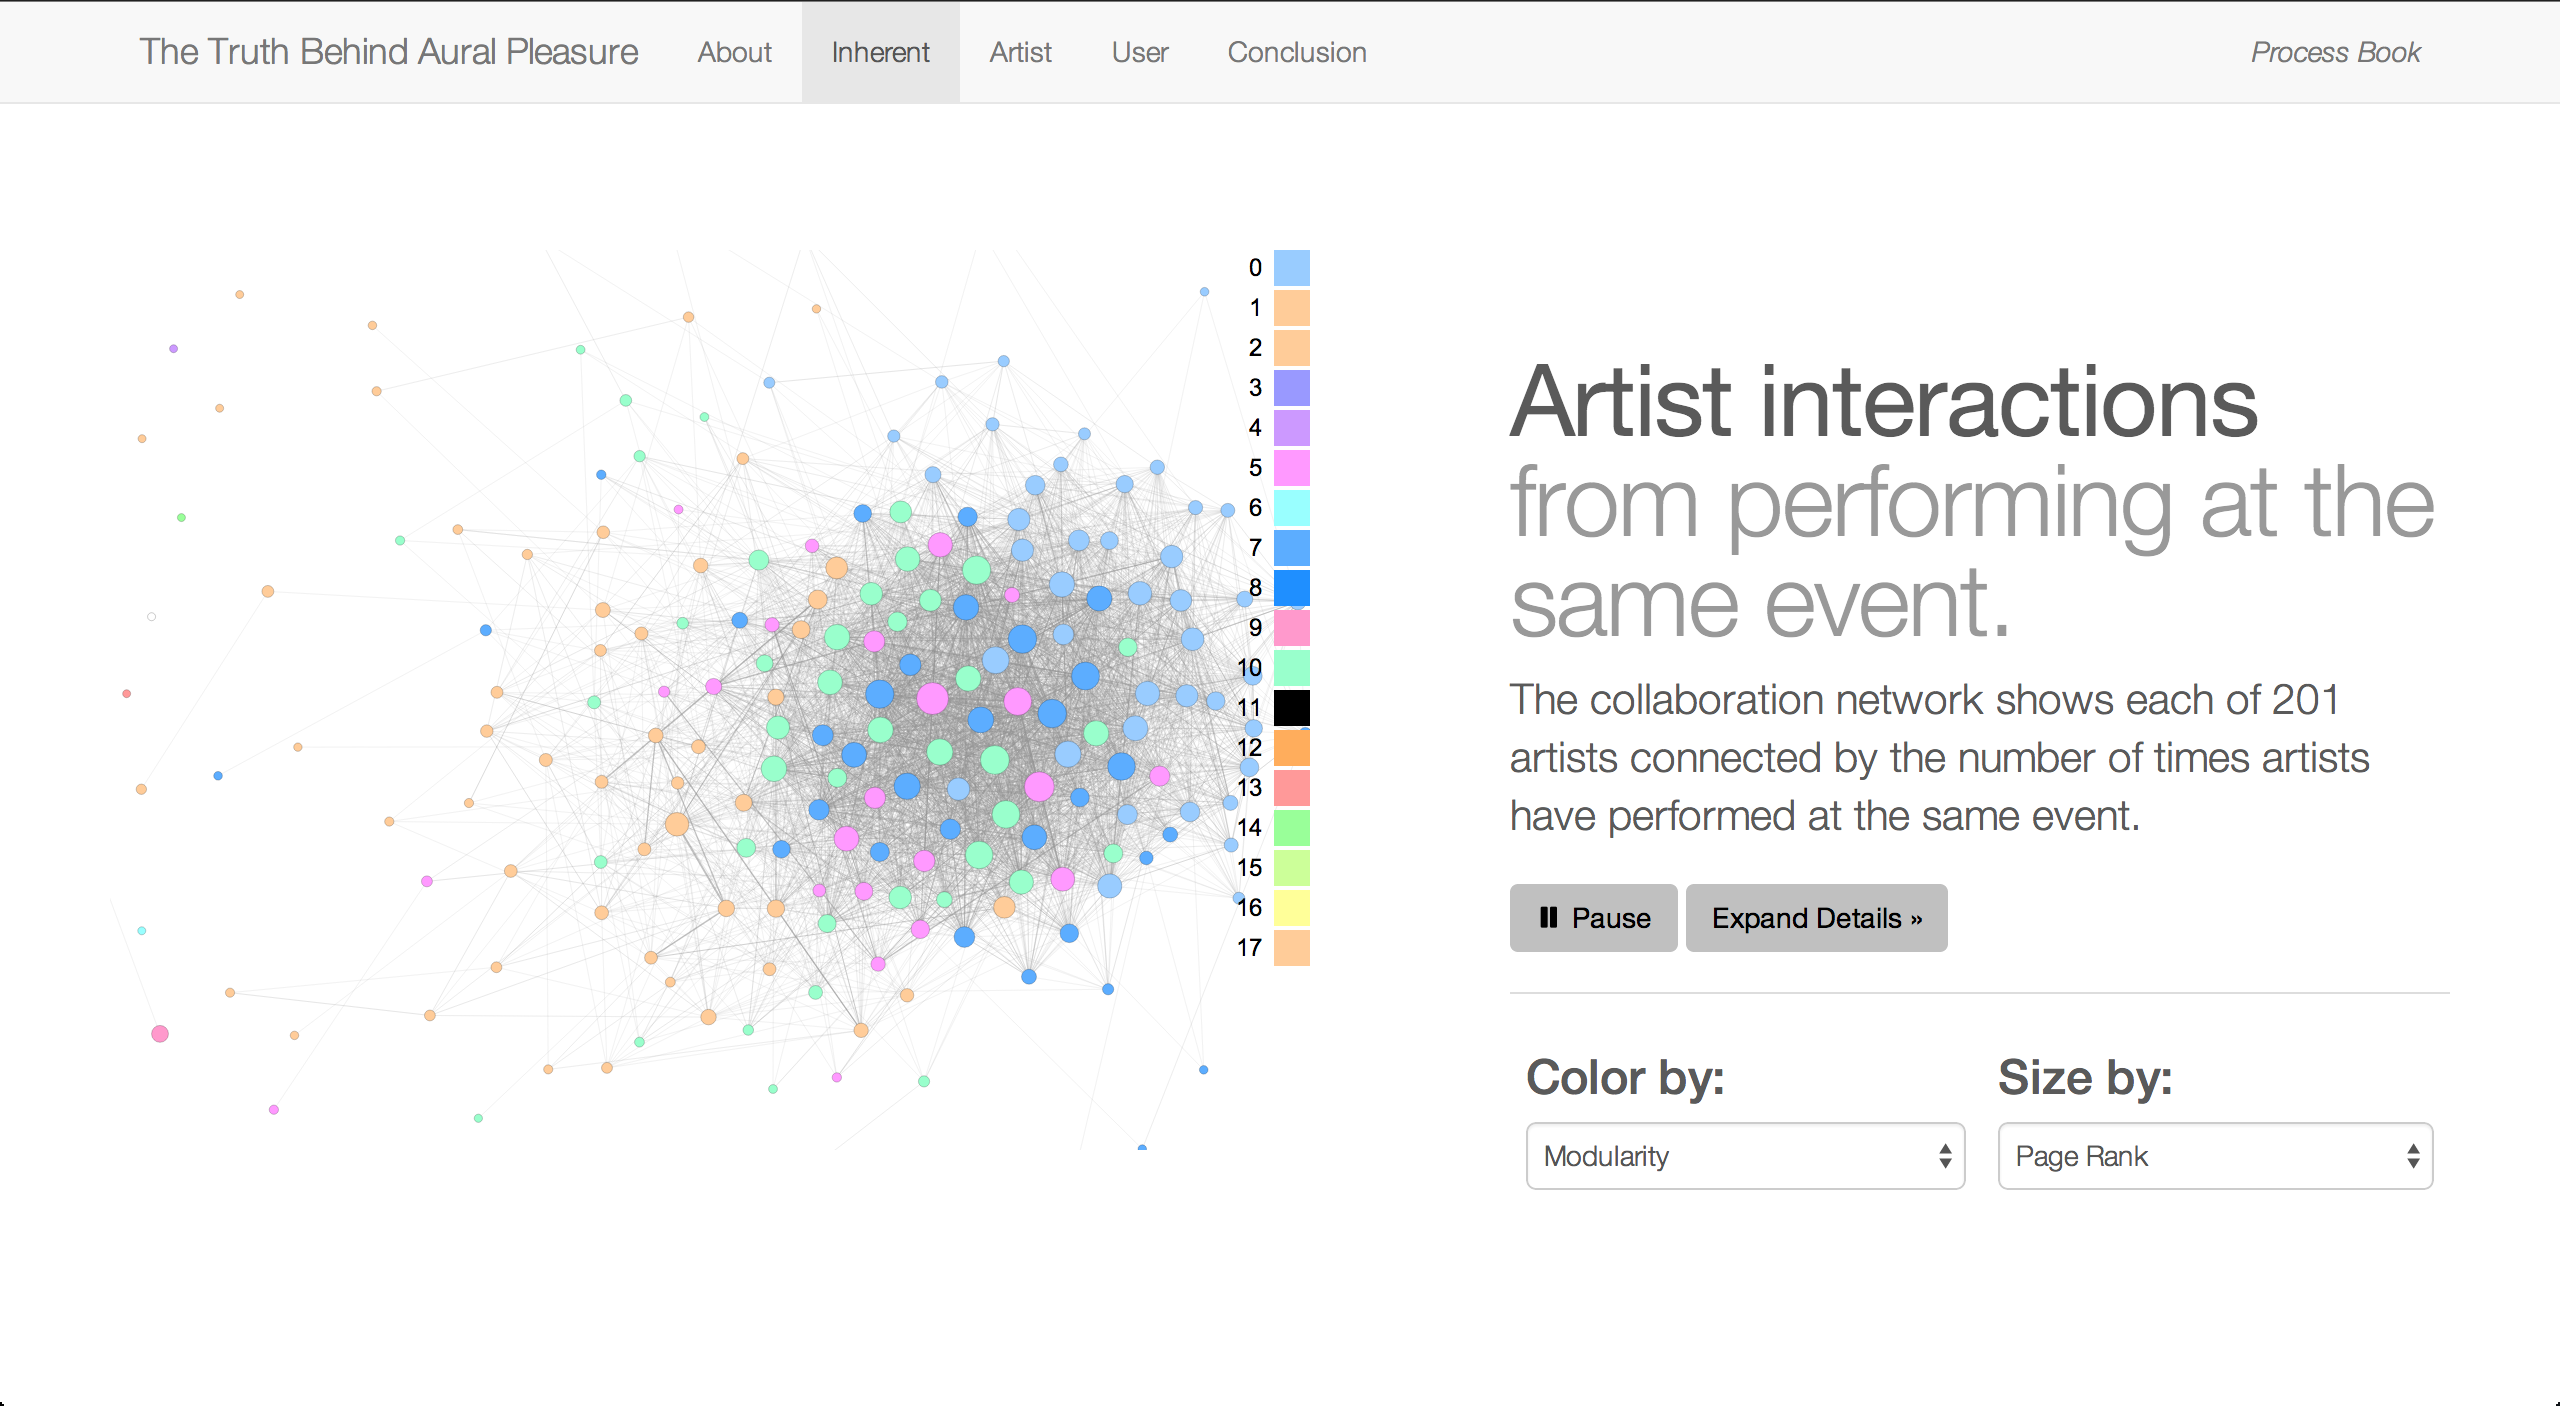 The Truth Behind Aural Pleasure About Inherent Artist User Conclusion Process Book
0
1
2
3
4
5
6
7
8
9
10
11
12
13
14
15
16
17
Artist interactions
from performing at the
same event.
The collaboration network shows each of 201
artists connected by the number of times artists
have performed at the same event.
Pause Expand Details »
Color by: Size by:
Modularity Page Rank